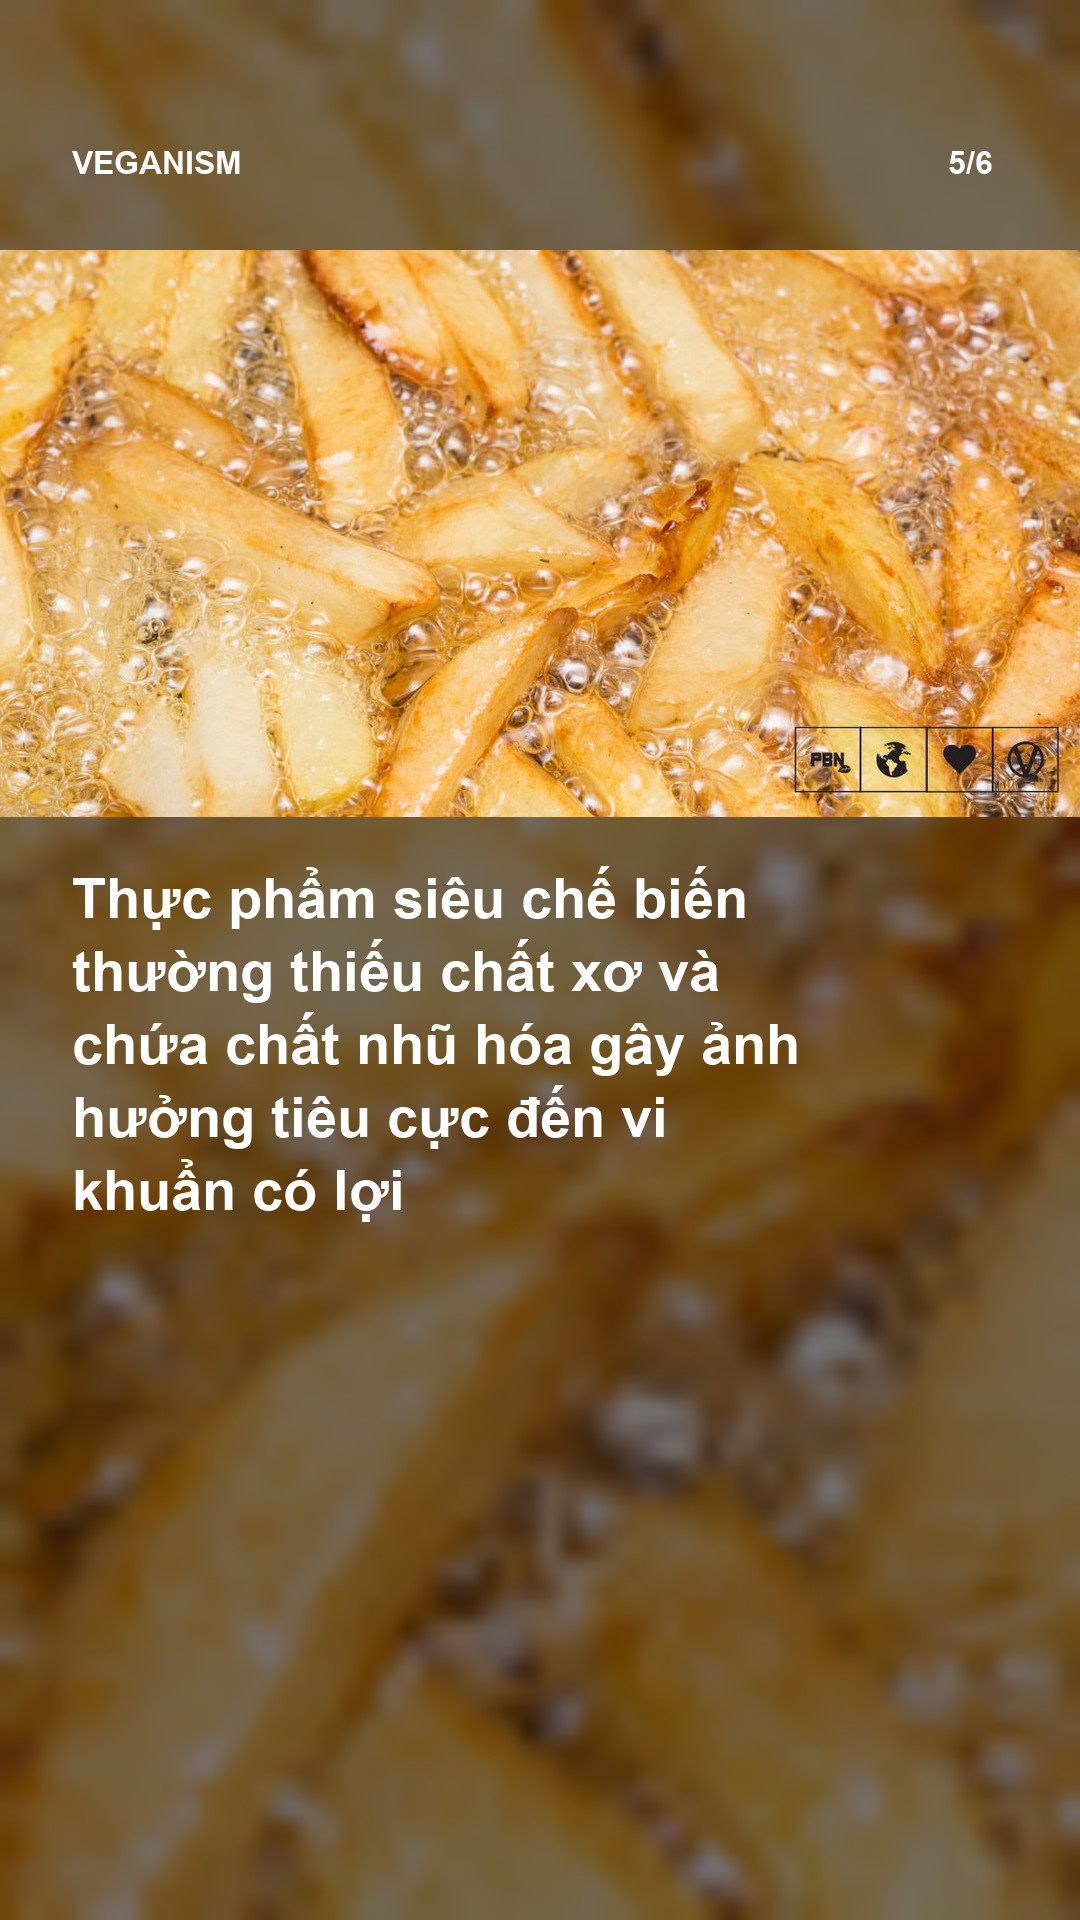 VEGANISM
5/6
PBN
Thực phẩm siêu chế biến
thường thiếu chất xơ và
chứa chất nhũ hóa gây ảnh
hưởng tiêu cực đến vi
khuẩn có lợi